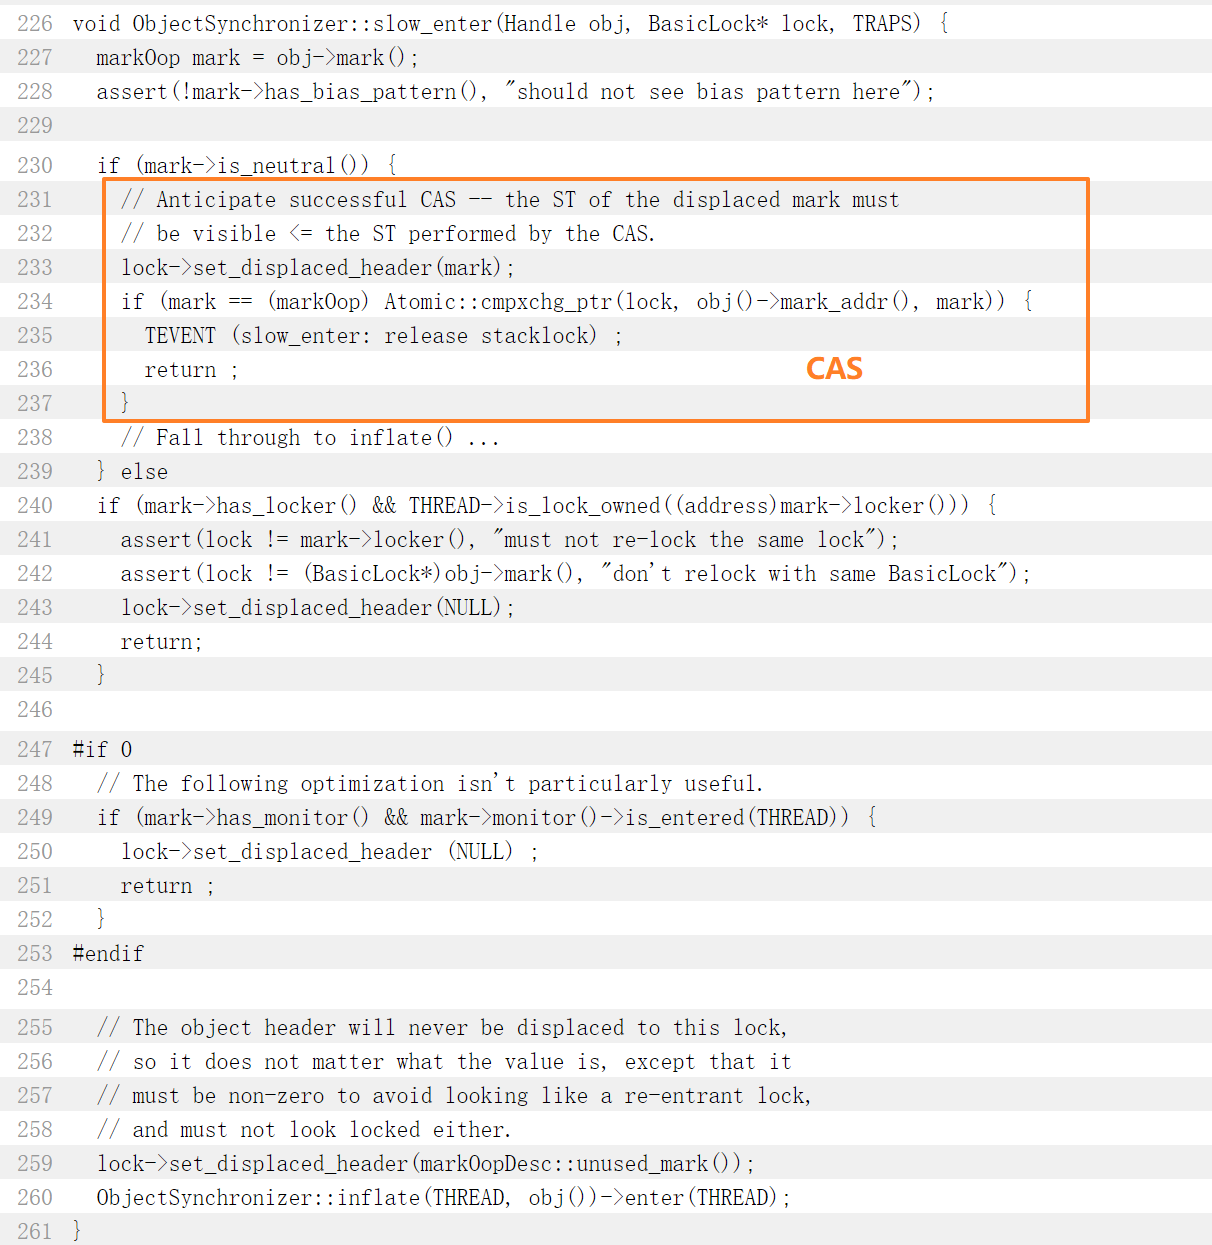 226 void ObjectSynchronizer::slow_enter(Handle obj, BasicLock* lock, TRAPS) {
227   markOop mark = obj->mark();
228   assert(!mark->has_bias_pattern(), "should not see bias pattern here");
229
230   if (mark->is_neutral()) {
231     // Anticipate successful CAS -- the ST of the displaced mark must
232     // be visible <= the ST performed by the CAS.
233     lock->set_displaced_header(mark);
234     if (mark == (markOop) Atomic::cmpxchg_ptr(lock, obj()->mark_addr(), mark)) {
235       TEVENT (slow_enter: release stacklock) ;
236       return ;
CAS
237     }
238     // Fall through to inflate() ...
239   } else
240   if (mark->has_locker() && THREAD->is_lock_owned((address)mark->locker())) {
241     assert(lock != mark->locker(), "must not re-lock the same lock");
242     assert(lock != (BasicLock*)obj->mark(), "don't relock with same BasicLock");
243     lock->set_displaced_header(NULL);
244     return;
245   }
246
247 #if 0
248   // The following optimization isn't particularly useful.
249   if (mark->has_monitor() && mark->monitor()->is_entered(THREAD)) {
250     lock->set_displaced_header (NULL) ;
251     return ;
252   }
253 #endif
254
255   // The object header will never be displaced to this lock,
256   // so it does not matter what the value is, except that it
257   // must be non-zero to avoid looking like a re-entrant lock,
258   // and must not look locked either.
259   lock->set_displaced_header(markOopDesc::unused_mark());
260   ObjectSynchronizer::inflate(THREAD, obj())->enter(THREAD);
261 }